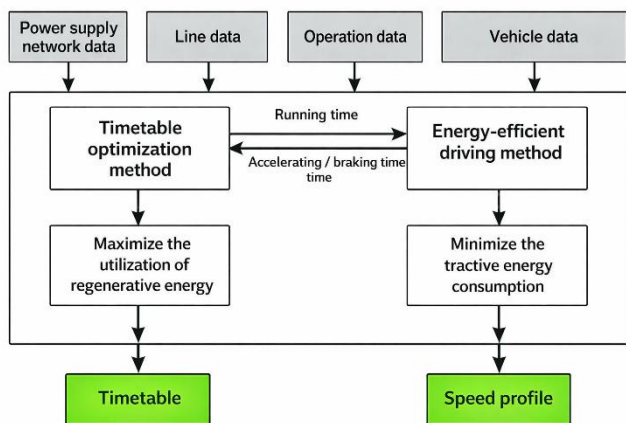 Power supply
network data
Line data
Operation data
Vehicle data
Timetable
optimization
method
Running time
Accelerating / braking time
time
Energy-efficient
driving method
Maximize the
utilization of
regenerative energy
Minimize the
tractive energy
consumption
Timetable
Speed profile